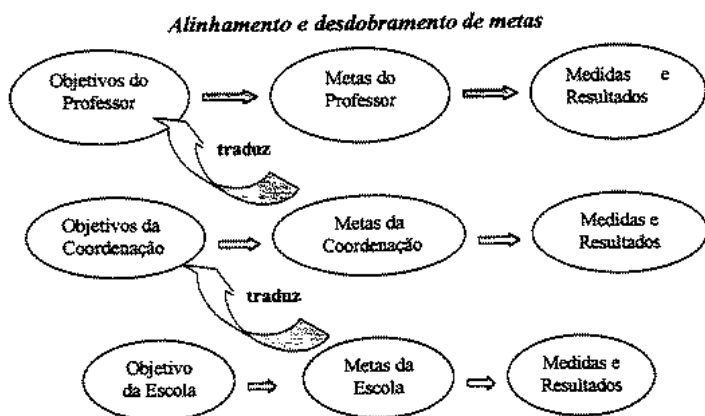 Alinhamento e desdobramento de metas
Objetivos do
Professor
Metas do
Professor
Medidas e
Resultados
traduz
Objetivos da
Coordenação
Metas da
Coordenação
Medidas e
Resultados
traduz
Objetivo
da Escola
Metas da
Escola
Medidas e
Resultados